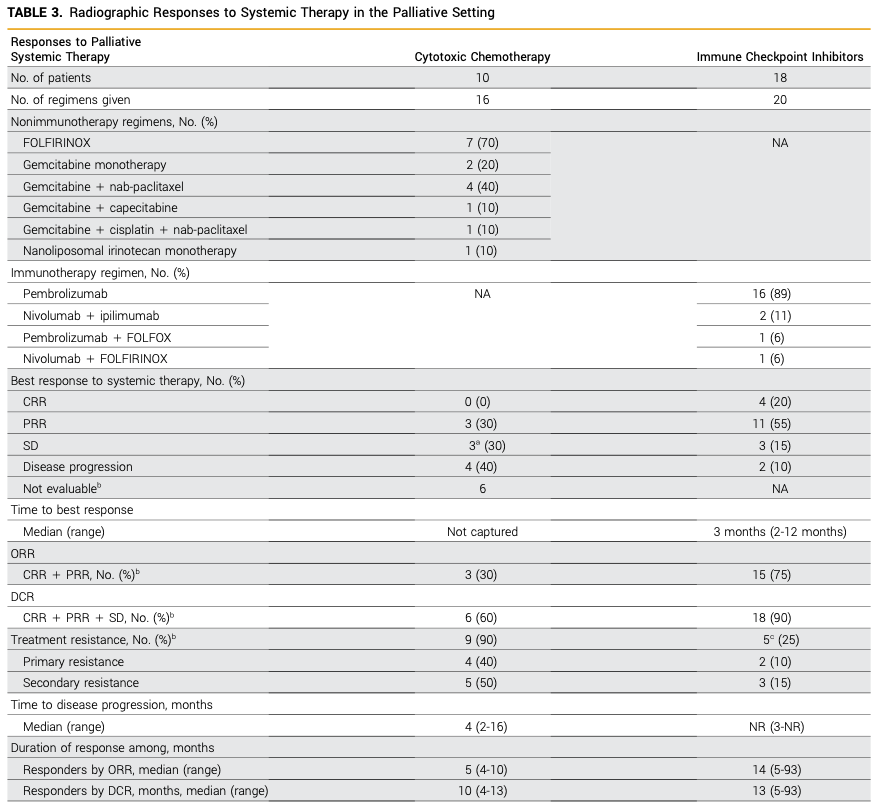 TABLE 3. Radiographic Responses to Systemic Therapy in the Palliative Setting
Responses to Palliative
Systemic Therapy Cytotoxic Chemotherapy Immune Checkpoint Inhibitors
No. of patients 10 18
No. of regimens given 16 20
Nonimmunotherapy regimens, No. (%)
FOLFIRINOX 7 (70) NA
Gemcitabine monotherapy 2 (20)
Gemcitabine + nab-paclitaxel 4 (40)
Gemcitabine + capecitabine 1 (10)
Gemcitabine + cisplatin + nab-paclitaxel 1 (10)
Nanoliposomal irinotecan monotherapy 1 (10)
Immunotherapy regimen, No. (%)
Pembrolizumab NA 16 (89)
Nivolumab + ipilimumab 2 (11)
Pembrolizumab + FOLFOX 1 (6)
Nivolumab + FOLFIRINOX 1 (6)
Best response to systemic therapy, No. (%)
CRR 0 (0) 4 (20)
PRR 3 (30) 11 (55)
SD 3ᵃ (30) 3 (15)
Disease progression 4 (40) 2 (10)
Not evaluableᵇ 6 NA
Time to best response
Median (range) Not captured 3 months (2-12 months)
ORR
CRR + PRR, No. (%)ᵇ 3 (30) 15 (75)
DCR
CRR + PRR + SD, No. (%)ᵇ 6 (60) 18 (90)
Treatment resistance, No. (%)ᵇ 9 (90) 5ᶜ (25)
Primary resistance 4 (40) 2 (10)
Secondary resistance 5 (50) 3 (15)
Time to disease progression, months
Median (range) 4 (2-16) NR (3-NR)
Duration of response among, months
Responders by ORR, median (range) 5 (4-10) 14 (5-93)
Responders by DCR, months, median (range) 10 (4-13) 13 (5-93)